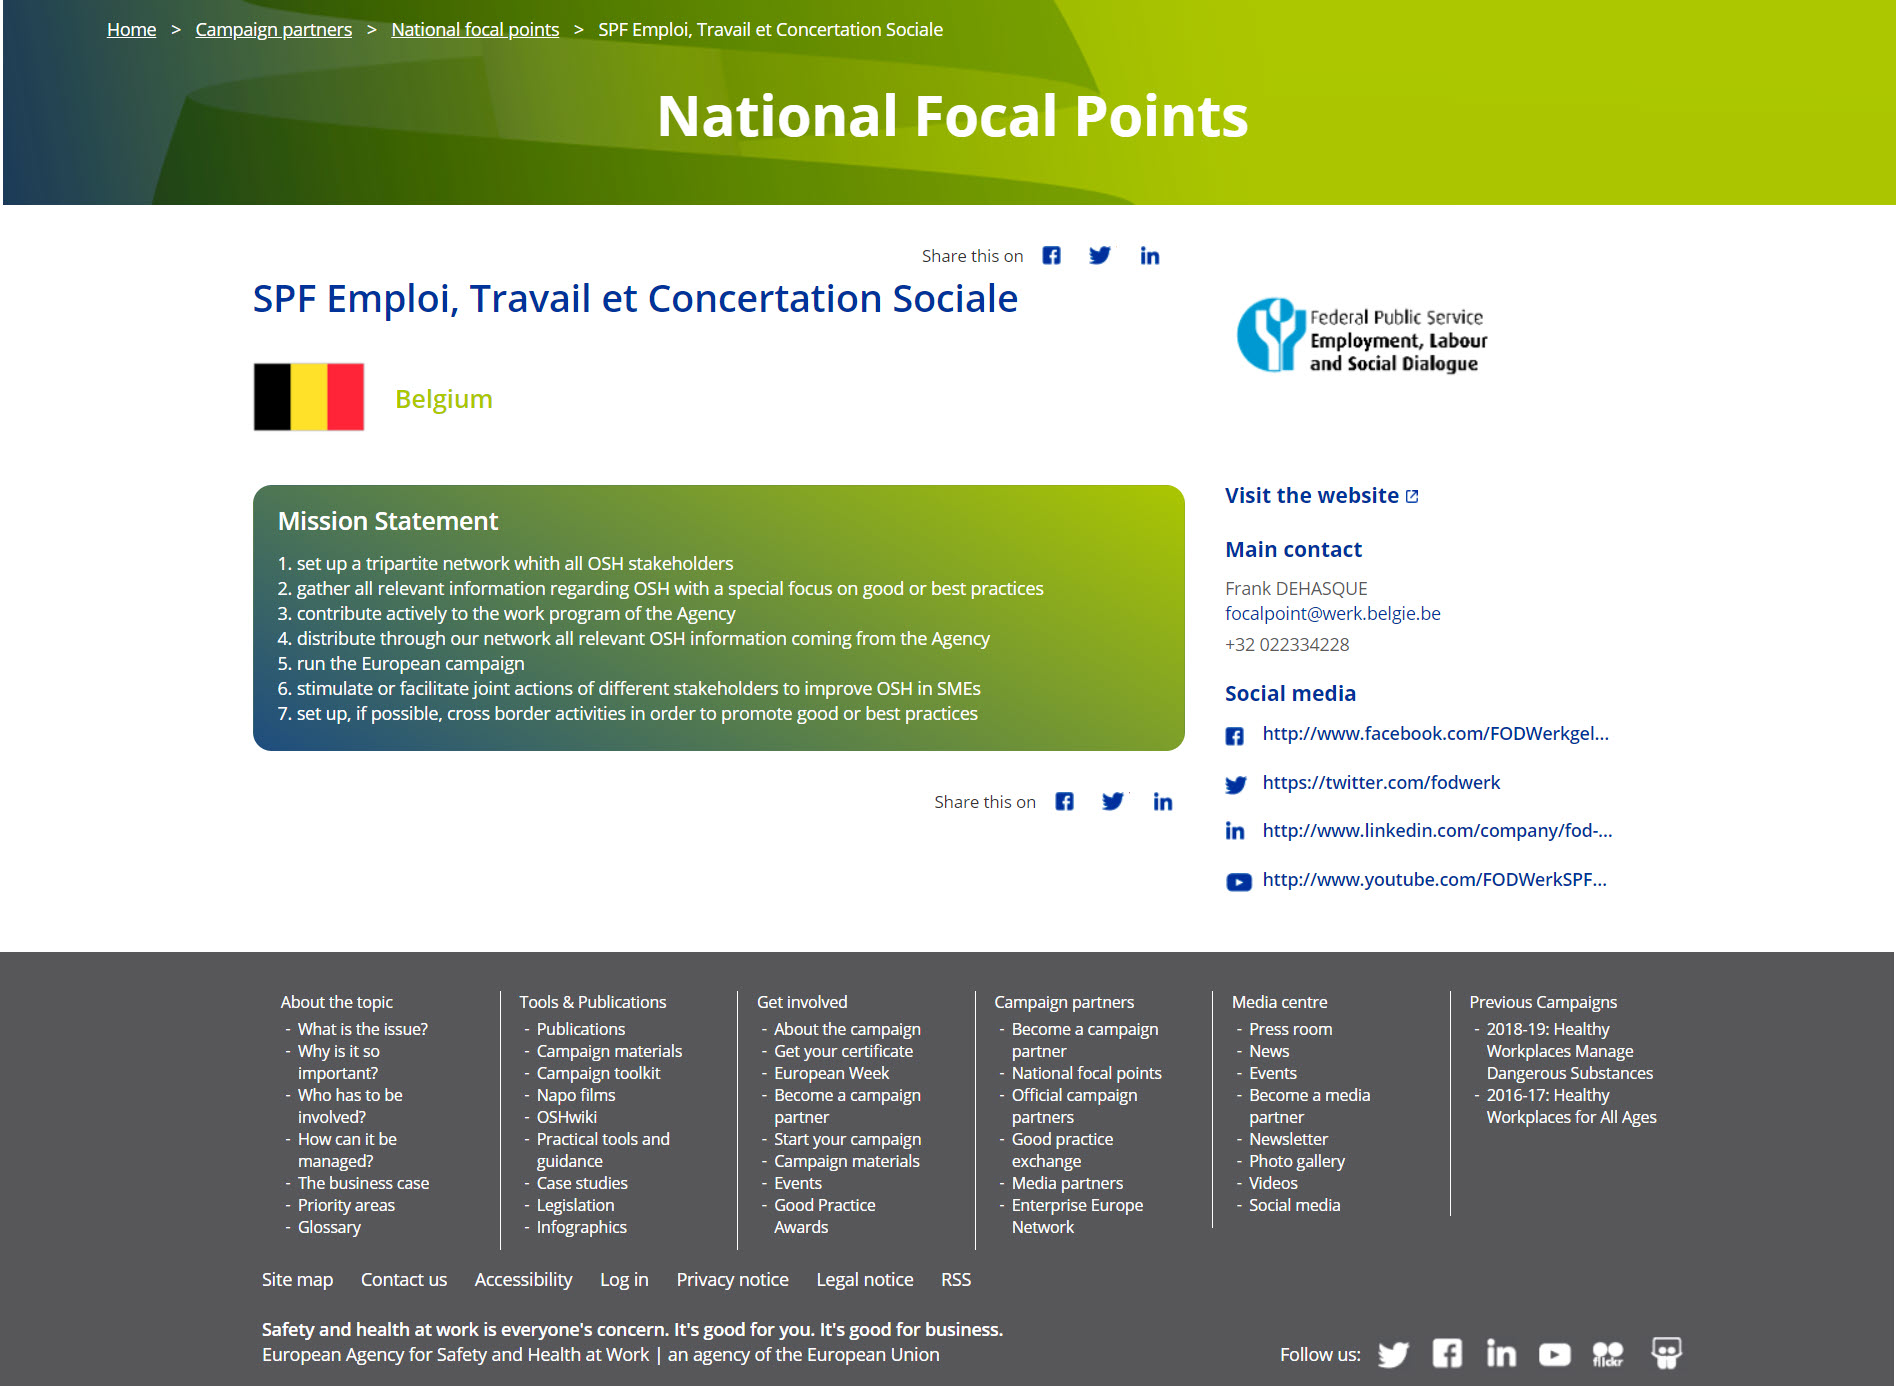 Home > Campaign partners > National focal points > SPF Emploi, Travail et Concertation Sociale
National Focal Points
Share this on
SPF Emploi, Travail et Concertation Sociale
Federal Public Service
Employment, Labour
and Social Dialogue
Belgium
Mission Statement
1. set up a tripartite network whith all OSH stakeholders
2. gather all relevant information regarding OSH with a special focus on good or best practices
3. contribute actively to the work program of the Agency
4. distribute through our network all relevant OSH information coming from the Agency
5. run the European campaign
6. stimulate or facilitate joint actions of different stakeholders to improve OSH in SMEs
7. set up, if possible, cross border activities in order to promote good or best practices
Share this on
Visit the website
Main contact
Frank DEHASQUE
focalpoint@werk.belgie.be
+32 022334228
Social media
http://www.facebook.com/FODWerkgel...
https://twitter.com/fodwerk
http://www.linkedin.com/company/fod-...
http://www.youtube.com/FODWerkSPF...
About the topic
- What is the issue?
- Why is it so
important?
- Who has to be
involved?
- How can it be
managed?
- The business case
- Priority areas
- Glossary
Tools & Publications
- Publications
- Campaign materials
- Campaign toolkit
- Napo films
- OSHwiki
- Practical tools and
guidance
- Case studies
- Legislation
- Infographics
Get involved
- About the campaign
- Get your certificate
- European Week
- Become a campaign
partner
- Start your campaign
- Campaign materials
- Events
- Good Practice
Awards
Campaign partners
- Become a campaign
partner
- National focal points
- Official campaign
partners
- Good practice
exchange
- Media partners
- Enterprise Europe
Network
Media centre
- Press room
- News
- Events
- Become a media
partner
- Newsletter
- Photo gallery
- Videos
- Social media
Previous Campaigns
- 2018-19: Healthy
Workplaces Manage
Dangerous Substances
- 2016-17: Healthy
Workplaces for All Ages
Site map Contact us Accessibility Log in Privacy notice Legal notice RSS
Safety and health at work is everyone's concern. It's good for you. It's good for business.
European Agency for Safety and Health at Work | an agency of the European Union
Follow us:
flickr